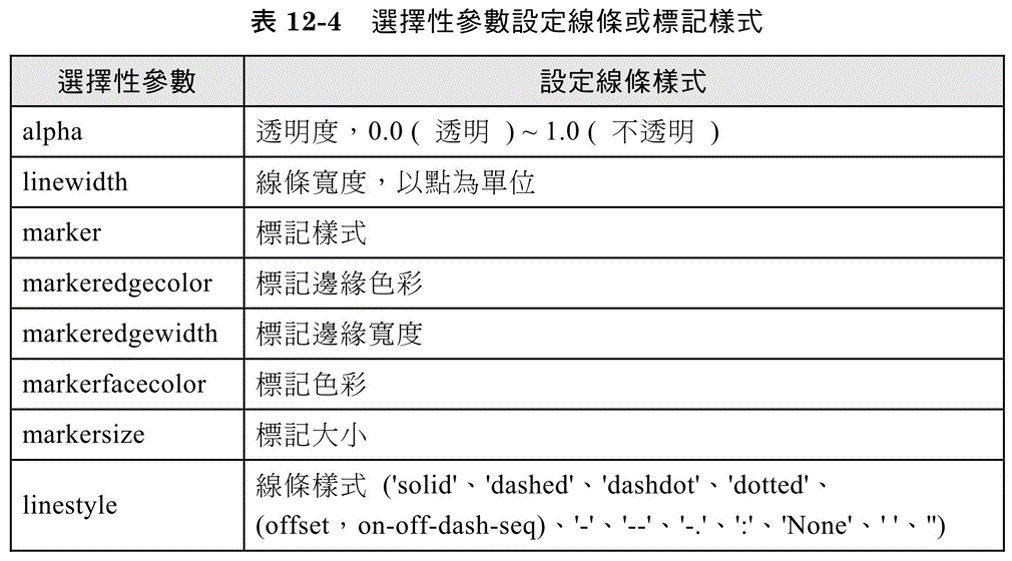 表 12-4 選擇性參數設定線條或標記樣式
選擇性參數 設定線條樣式
alpha 透明度，0.0 ( 透明 ) ~ 1.0 ( 不透明 )
linewidth 線條寬度，以點為單位
marker 標記樣式
markeredgecolor 標記邊緣色彩
markeredgewidth 標記邊緣寬度
markerfacecolor 標記色彩
markersize 標記大小
linestyle 線條樣式 ('solid'、'dashed'、'dashdot'、'dotted'、
(offset，on-off-dash-seq)、'-'、'--'、'-.'、':'、'None'、' '、'')